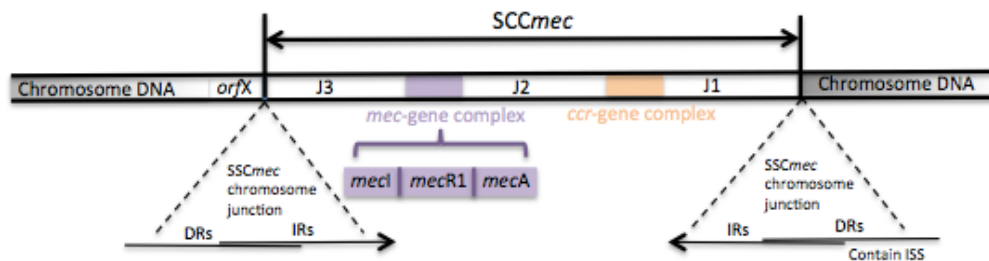 SCCmec
Chromosome DNA orfX J3 J2 J1 Chromosome DNA
mec-gene complex ccr-gene complex
mecI mecR1 mecA
SSCmec
chromosome
junction
DRs IRs
SSCmec
chromosome
junction
IRs DRs
Contain ISS